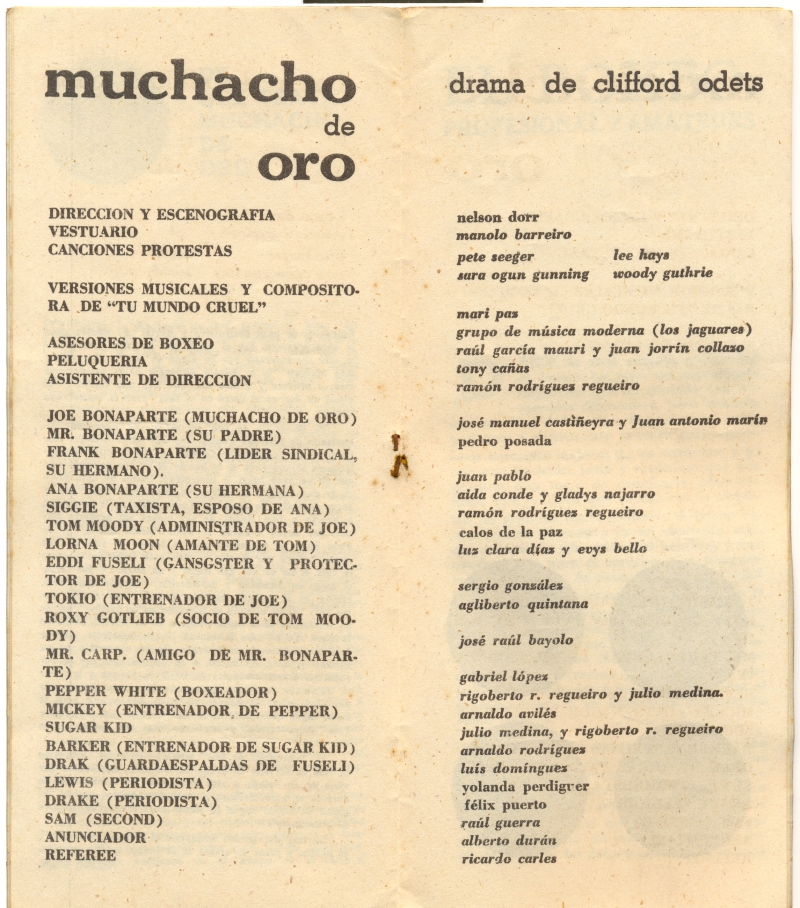 muchacho
de
oro
DIRECCION Y ESCENOGRAFIA
VESTUARIO
CANCIONES PROTESTAS
VERSIONES MUSICALES Y COMPOSITO-
RA DE "TU MUNDO CRUEL"
ASESORES DE BOXEO
PELUQUERIA
ASISTENTE DE DIRECCION
JOE BONAPARTE (MUCHACHO DE ORO)
MR. BONAPARTE (SU PADRE)
FRANK BONAPARTE (LIDER SINDICAL,
SU HERMANO).
ANA BONAPARTE (SU HERMANA)
SIGGIE (TAXISTA, ESPOSO DE ANA)
TOM MOODY (ADMINISTRADOR DE JOE)
LORNA MOON (AMANTE DE TOM)
EDDI FUSELI (GANSGSTER Y PROTEC-
TOR DE JOE)
TOKIO (ENTRENADOR DE JOE)
ROXY GOTLIEB (SOCIO DE TOM MOO-
DY)
MR. CARP. (AMIGO DE MR. BONAPAR-
TE)
PEPPER WHITE (BOXEADOR)
MICKEY (ENTRENADOR DE PEPPER)
SUGAR KID
BARKER (ENTRENADOR DE SUGAR KID)
DRAK (GUARDAESPALDAS DE FUSELI)
LEWIS (PERIODISTA)
DRAKE (PERIODISTA)
SAM (SECOND)
ANUNCIADOR
REFEREE
drama de clifford odets
nelson dorr
manolo barreiro
pete seeger lee hays
sara ogun gunning woody guthrie
mari paz
grupo de música moderna (los jaguares)
raúl garcía mauri y juan jorrín collazo
tony cañas
ramón rodríguez regueiro
josé manuel castiñeyra y Juan antonio marín
pedro posada
juan pablo
aida conde y gladys najarro
ramón rodríguez regueiro
calos de la paz
luz clara díaz y evys bello
sergio gonzález
agliberto quintana
josé raúl bayolo
gabriel lópez
rigoberto r. regueiro y julio medina.
arnaldo avilés
julio medina, y rigoberto r. regueiro
arnaldo rodríguez
luís domínguez
yolanda perdiguer
félix puerto
raúl guerra
alberto durán
ricardo carles